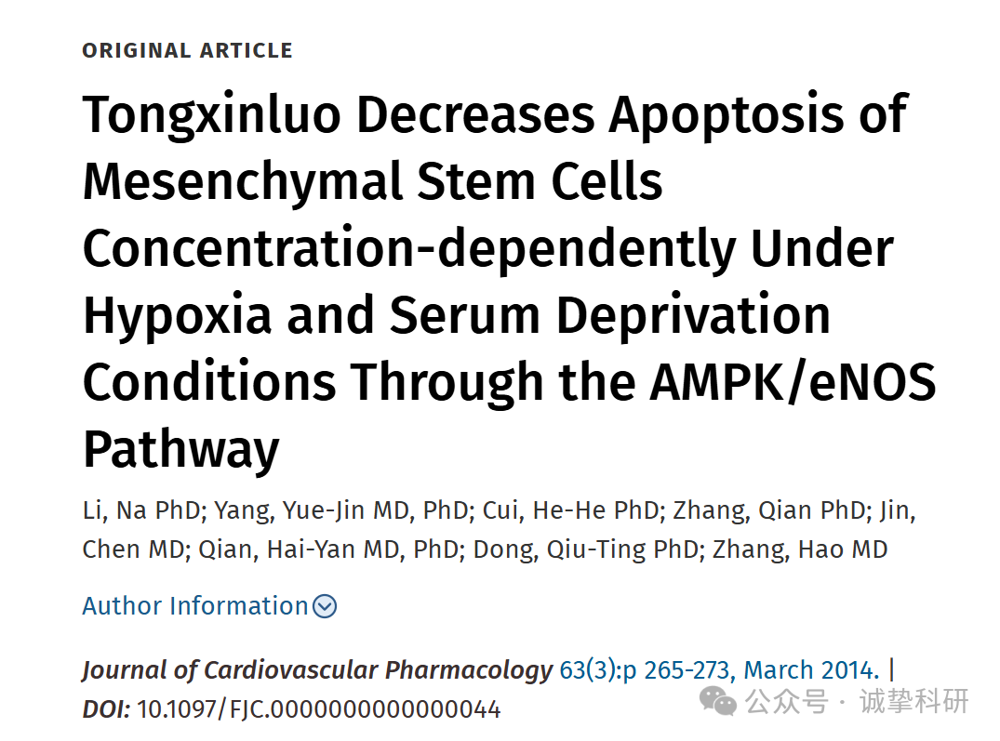 ORIGINAL ARTICLE
Tongxinluo Decreases Apoptosis of
Mesenchymal Stem Cells
Concentration-dependently Under
Hypoxia and Serum Deprivation
Conditions Through the AMPK/eNOS
Pathway
Li, Na PhD; Yang, Yue-Jin MD, PhD; Cui, He-He PhD; Zhang, Qian PhD; Jin,
Chen MD; Qian, Hai-Yan MD, PhD; Dong, Qiu-Ting PhD; Zhang, Hao MD
Author Information
Journal of Cardiovascular Pharmacology 63(3):p 265-273, March 2014. |
DOI: 10.1097/FJC.0000000000000044
公众号 · 诚挚科研